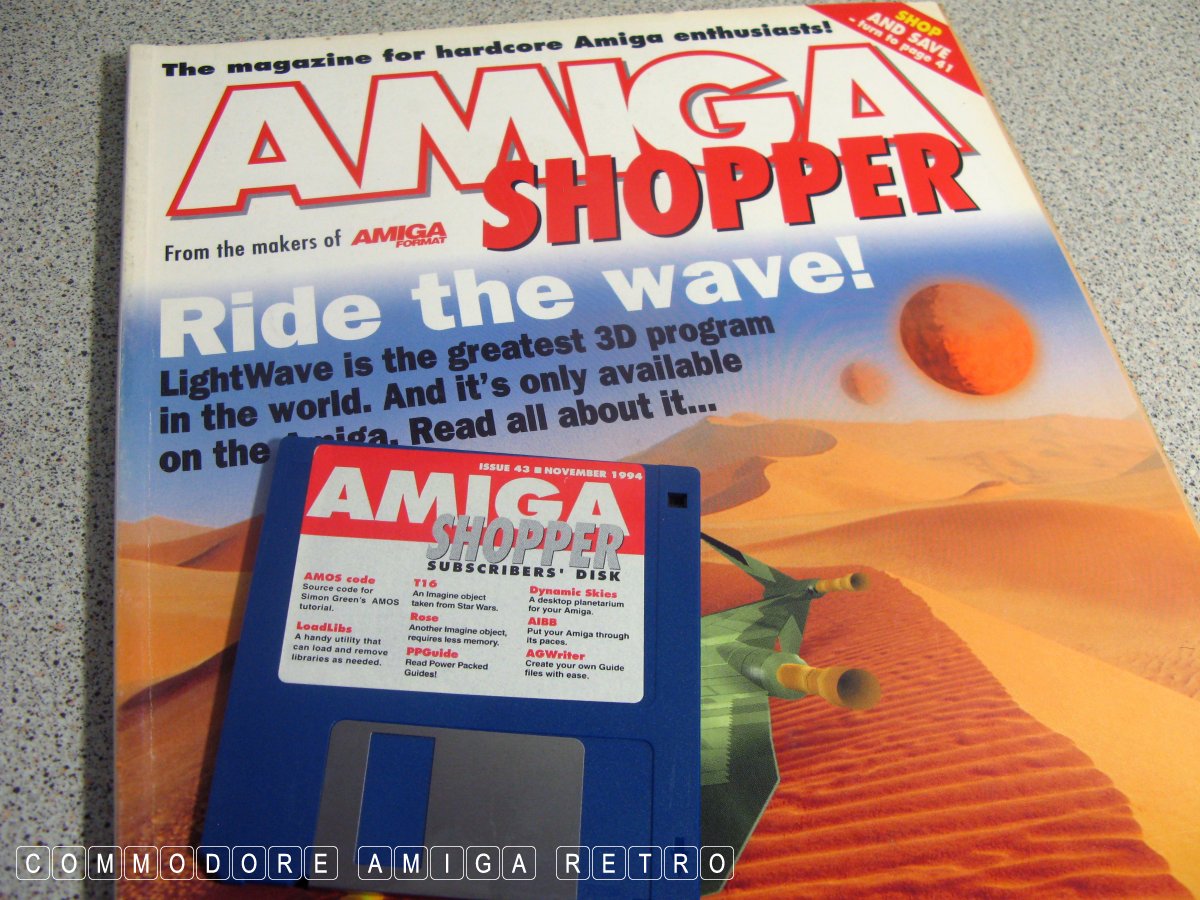 The magazine for hardcore Amiga enthusiasts!
SHOP
AND SAVE
- turn to page 41
AMIGA
SHOPPER
From the makers of AMIGA
FORMAT
Ride the wave!
LightWave is the greatest 3D program
in the world. And it's only available
on the Amiga. Read all about it...
ISSUE 43 ■ NOVEMBER 1994
AMIGA
SHOPPER
SUBSCRIBERS' DISK
AMOS code
Source code for
Simon Green's AMOS
tutorial.
LoadLibs
A handy utility that
can load and remove
libraries as needed.
T16
An Imagine object
taken from Star Wars.
Rose
Another Imagine object,
requires less memory.
PPGuide
Read Power Packed
Guides!
Dynamic Skies
A desktop planetarium
for your Amiga.
AIBB
Put your Amiga through
its paces.
AGWriter
Create your own Guide
files with ease.
COMMODORE AMIGA RETRO